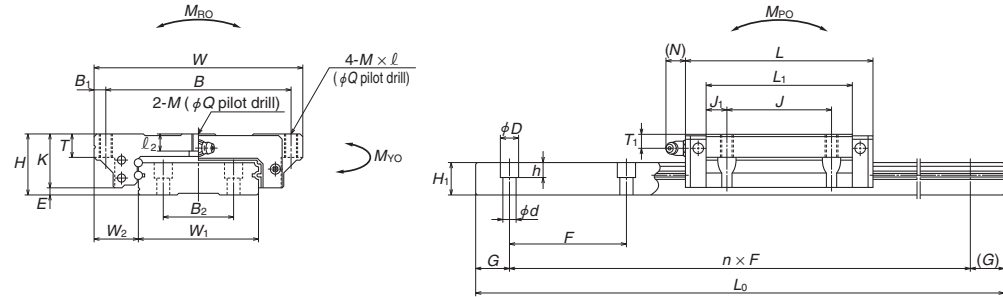 MRO
W
B1
B
4-M × ℓ
(φQ pilot drill)
2-M (φQ pilot drill)
H
K
T
ℓ2
E
B2
W2
W1
MYO
MPO
(N)
L
L1
J1
J
T1
φD
h
H1
φd
F
G
n × F
(G)
L0